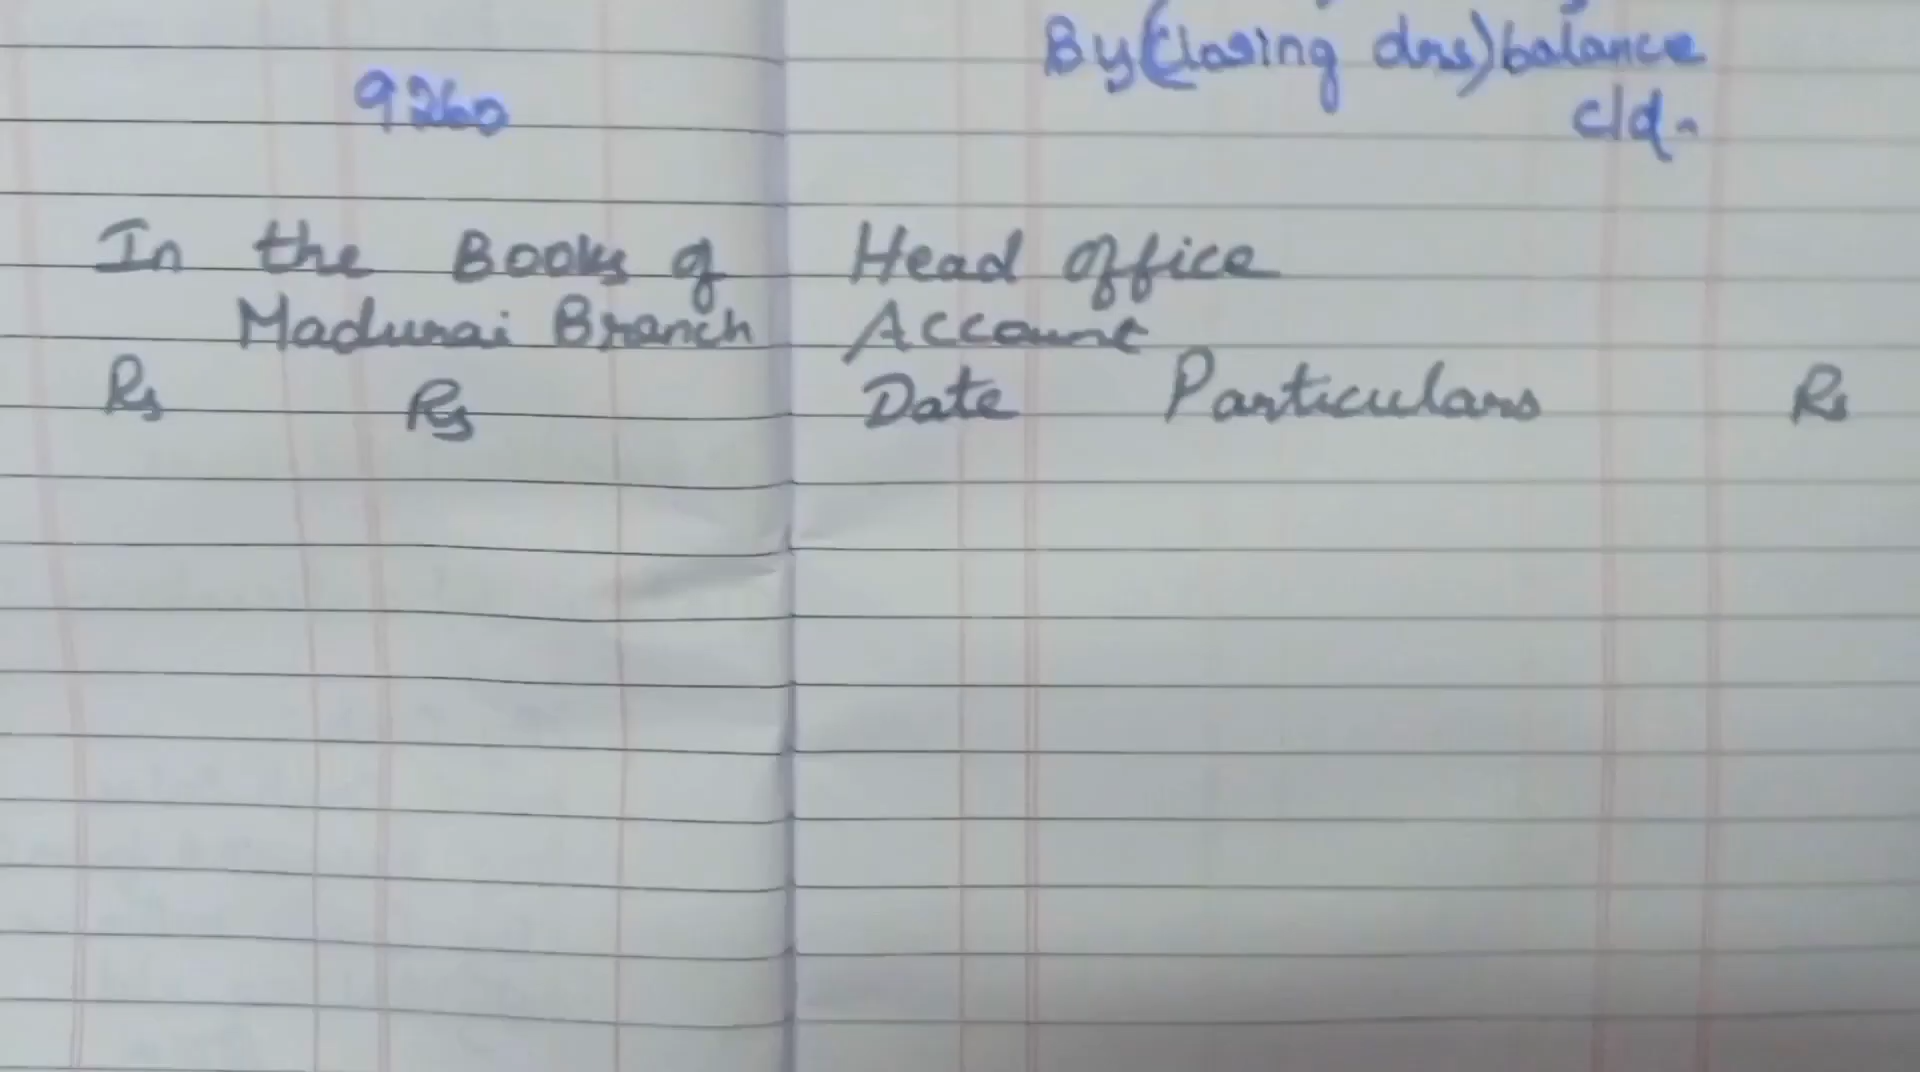 By (Closing drs) balance
9260 c/d.
In the Books of Head office
Madurai Branch Account
Rs Rs Date Particulars Rs